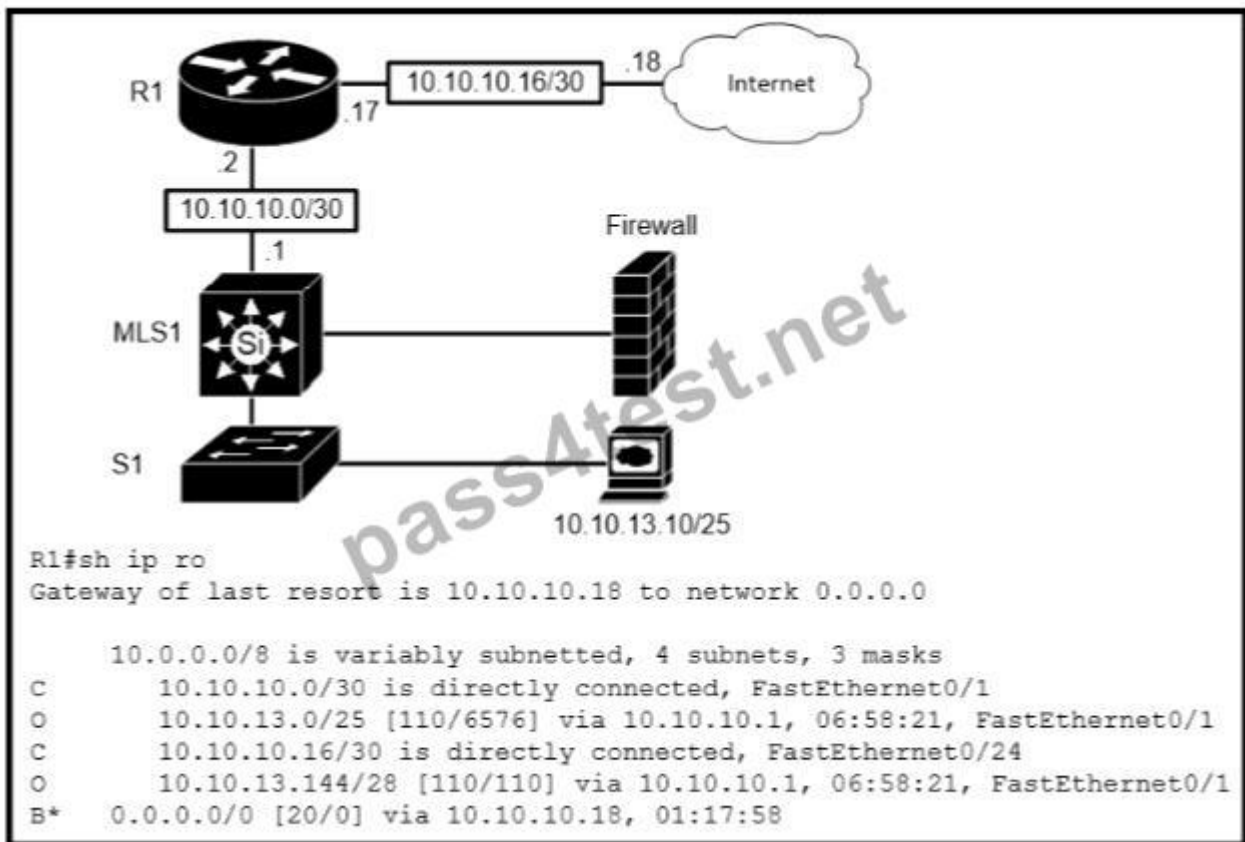 R1
.17
10.10.10.16/30
.18
Internet
.2
10.10.10.0/30
.1
Firewall
MLS1
Si
S1
10.10.13.10/25
pass4test.net
R1#sh ip ro
Gateway of last resort is 10.10.10.18 to network 0.0.0.0
10.0.0.0/8 is variably subnetted, 4 subnets, 3 masks
C 10.10.10.0/30 is directly connected, FastEthernet0/1
O 10.10.13.0/25 [110/6576] via 10.10.10.1, 06:58:21, FastEthernet0/1
C 10.10.10.16/30 is directly connected, FastEthernet0/24
O 10.10.13.144/28 [110/110] via 10.10.10.1, 06:58:21, FastEthernet0/1
B* 0.0.0.0/0 [20/0] via 10.10.10.18, 01:17:58